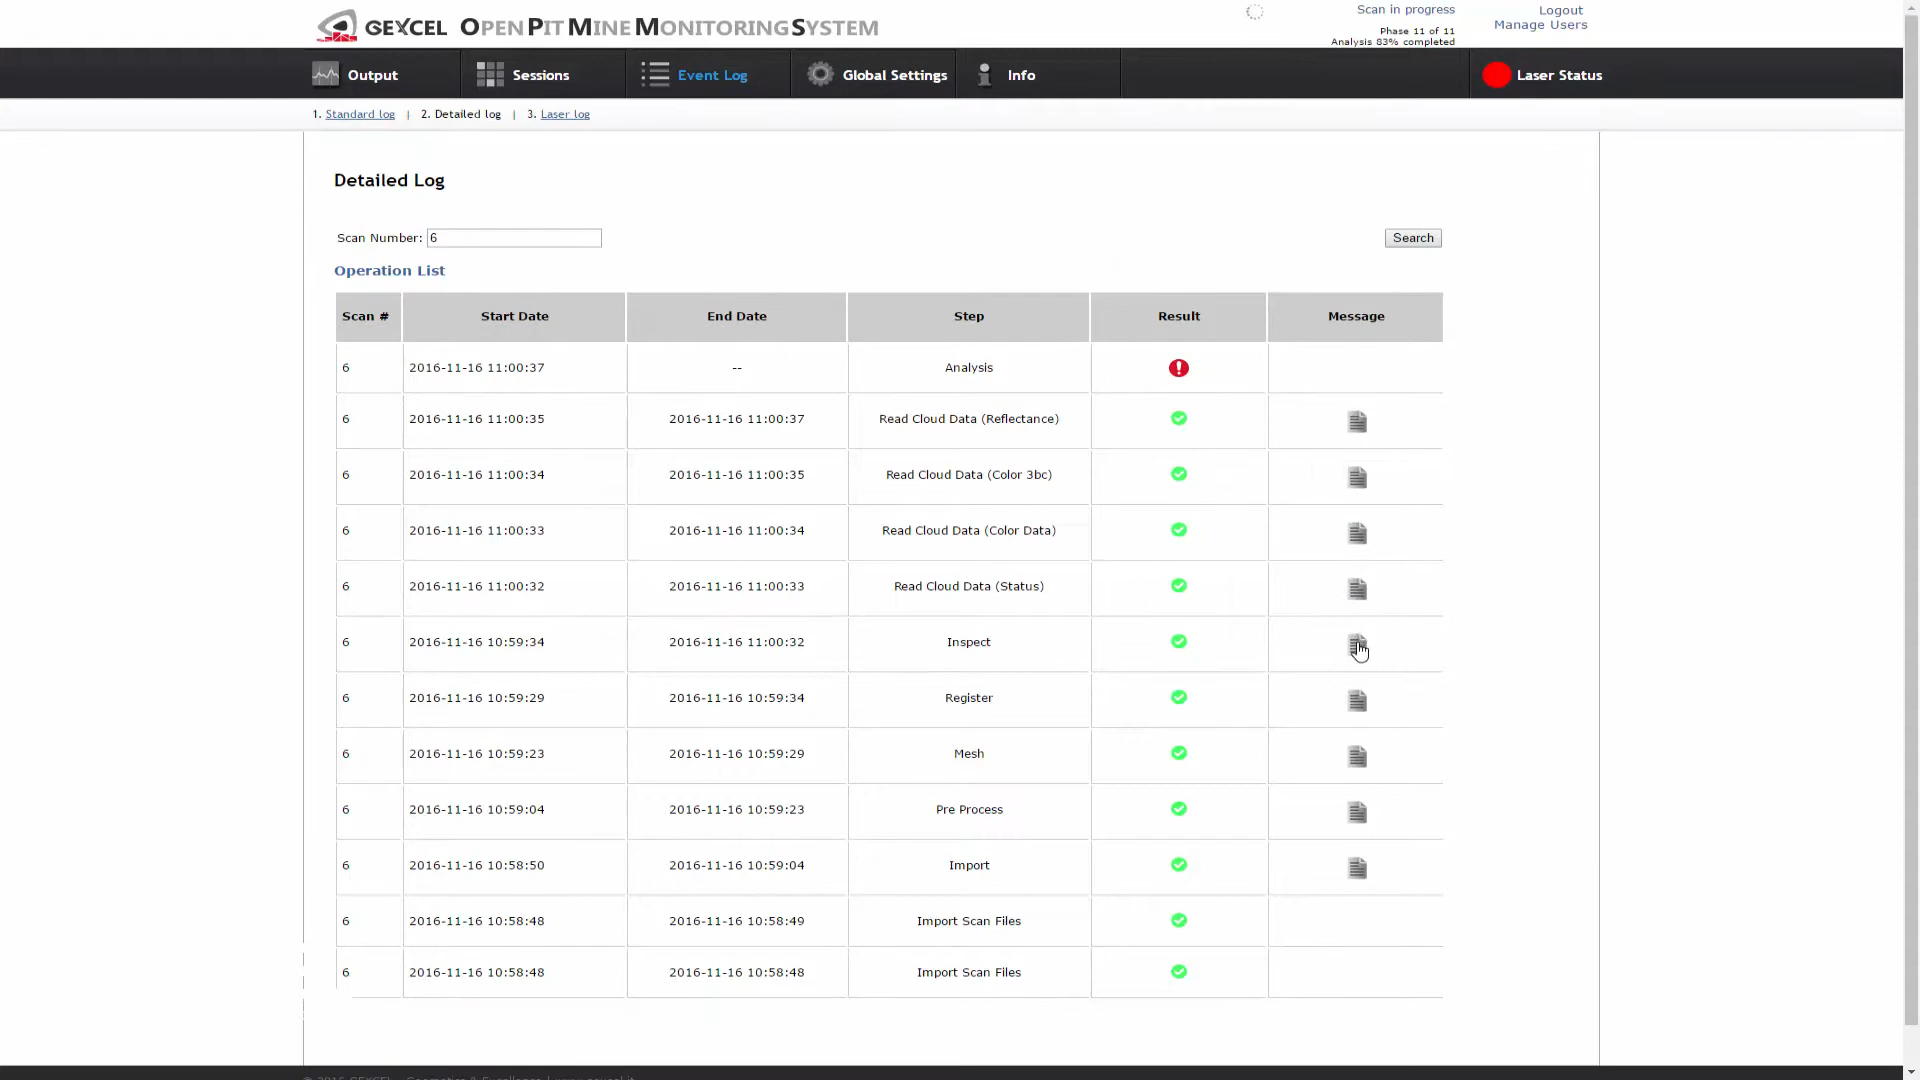 GEXCEL OPEN PIT MINE MONITORING SYSTEM
Scan in progress
Phase 11 of 11
Analysis 83% completed
Logout
Manage Users
Output Sessions Event Log Global Settings Info Laser Status
1. Standard log | 2. Detailed log | 3. Laser log
Detailed Log
Scan Number: 6 Search
Operation List
Scan # Start Date End Date Step Result Message
6 2016-11-16 11:00:37 -- Analysis
6 2016-11-16 11:00:35 2016-11-16 11:00:37 Read Cloud Data (Reflectance)
6 2016-11-16 11:00:34 2016-11-16 11:00:35 Read Cloud Data (Color 3bc)
6 2016-11-16 11:00:33 2016-11-16 11:00:34 Read Cloud Data (Color Data)
6 2016-11-16 11:00:32 2016-11-16 11:00:33 Read Cloud Data (Status)
6 2016-11-16 10:59:34 2016-11-16 11:00:32 Inspect
6 2016-11-16 10:59:29 2016-11-16 10:59:34 Register
6 2016-11-16 10:59:23 2016-11-16 10:59:29 Mesh
6 2016-11-16 10:59:04 2016-11-16 10:59:23 Pre Process
6 2016-11-16 10:58:50 2016-11-16 10:59:04 Import
6 2016-11-16 10:58:48 2016-11-16 10:58:49 Import Scan Files
6 2016-11-16 10:58:48 2016-11-16 10:58:48 Import Scan Files